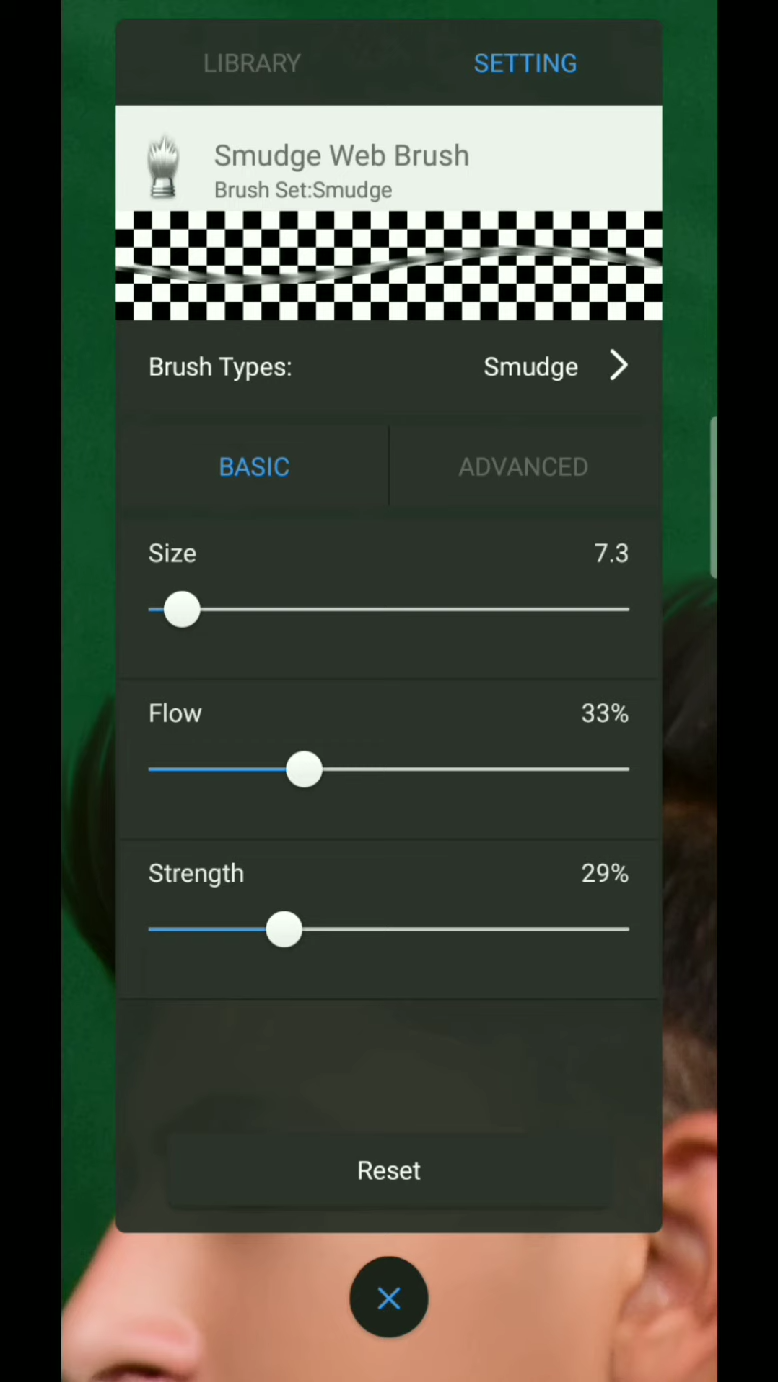 LIBRARY SETTING
Smudge Web Brush
Brush Set:Smudge
Brush Types: Smudge
BASIC ADVANCED
Size 7.3
Flow 33%
Strength 29%
Reset